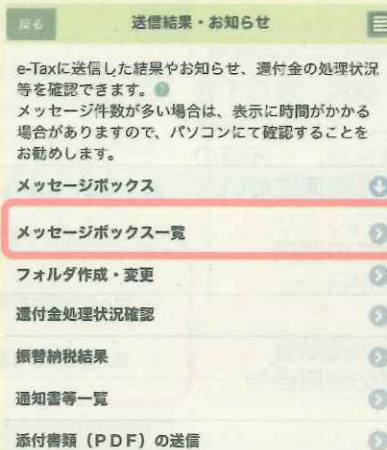 戻る
送信結果・お知らせ
e-Taxに送信した結果やお知らせ、還付金の処理状況
等を確認できます。
メッセージ件数が多い場合は、表示に時間がかかる
場合がありますので、パソコンにて確認することを
お勧めします。
メッセージボックス
メッセージボックス一覧
フォルダ作成・変更
還付金処理状況確認
振替納税結果
通知書等一覧
添付書類（PDF）の送信